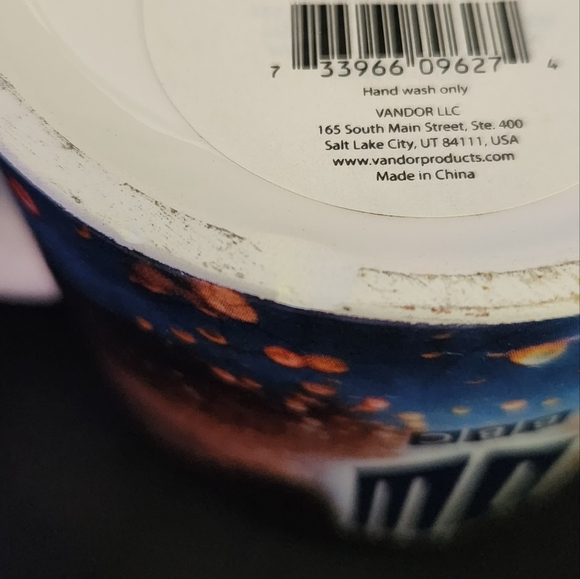 7 33966 09627 4
Hand wash only
VANDOR LLC
165 South Main Street, Ste. 400
Salt Lake City, UT 84111, USA
www.vandorproducts.com
Made in China